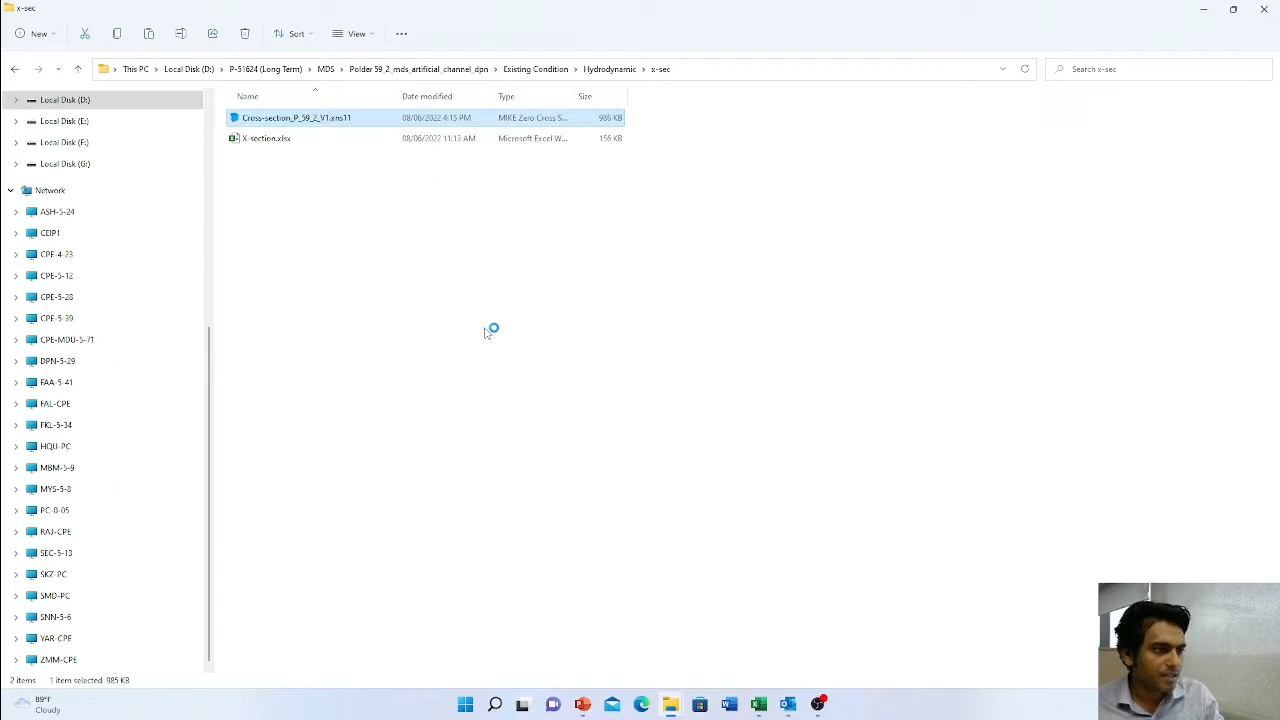 x-sec
New
Sort
View
This PC > Local Disk (D:) > P-51624 (Long Term) > MDS > Polder 59_2_mds_artificial_channel_dpn > Existing Condition > Hydrodynamic > x-sec
Search x-sec
Name Date modified Type Size
Cross-section_P_59_2_V1.xns11 08/06/2022 4:15 PM MIKE Zero Cross S... 986 KB
X-section.xlsx 08/06/2022 11:13 AM Microsoft Excel W... 156 KB
Local Disk (D:)
Local Disk (E:)
Local Disk (F:)
Local Disk (G:)
Network
ASH-5-24
CEIP1
CPE-4-23
CPE-5-12
CPE-5-28
CPE-5-39
CPE-MDU-5-71
DPN-5-29
FAA-5-41
FAL-CPE
FKL-5-34
HQU-PC
MBM-5-9
MYS-5-8
PC-0-05
RAJ-CPE
SEC-5-13
SKZ-PC
SMD-PC
SNN-5-6
YAR-CPE
ZMM-CPE
2 items 1 item selected 985 KB
89°F
Cloudy